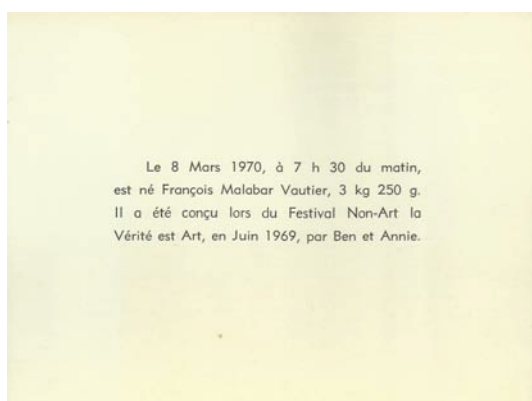 Le 8 Mars 1970, à 7 h 30 du matin,
est né François Malabar Vautier, 3 kg 250 g.
Il a été conçu lors du Festival Non-Art la
Vérité est Art, en Juin 1969, par Ben et Annie.